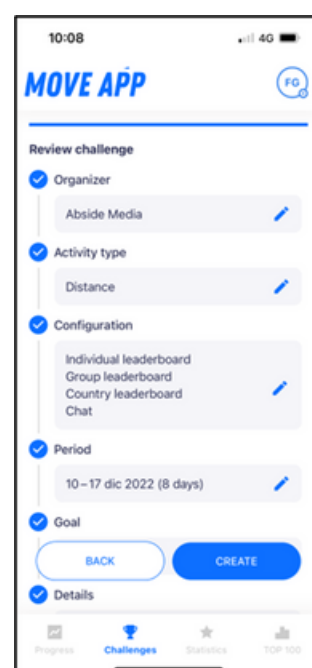 10:08
4G
MOVE APP
FG
Review challenge
Organizer
Abside Media
Activity type
Distance
Configuration
Individual leaderboard
Group leaderboard
Country leaderboard
Chat
Period
10–17 dic 2022 (8 days)
Goal
BACK
CREATE
Details
Progress
Challenges
Statistics
TOP 100